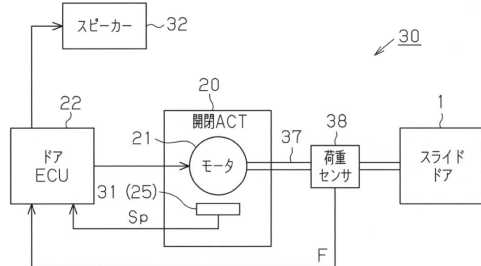 スピーカー
32
30
20
開閉ACT
22
21
37
38
1
ドア
ECU
モータ
荷重
センサ
スライド
ドア
31 (25)
Sp
F